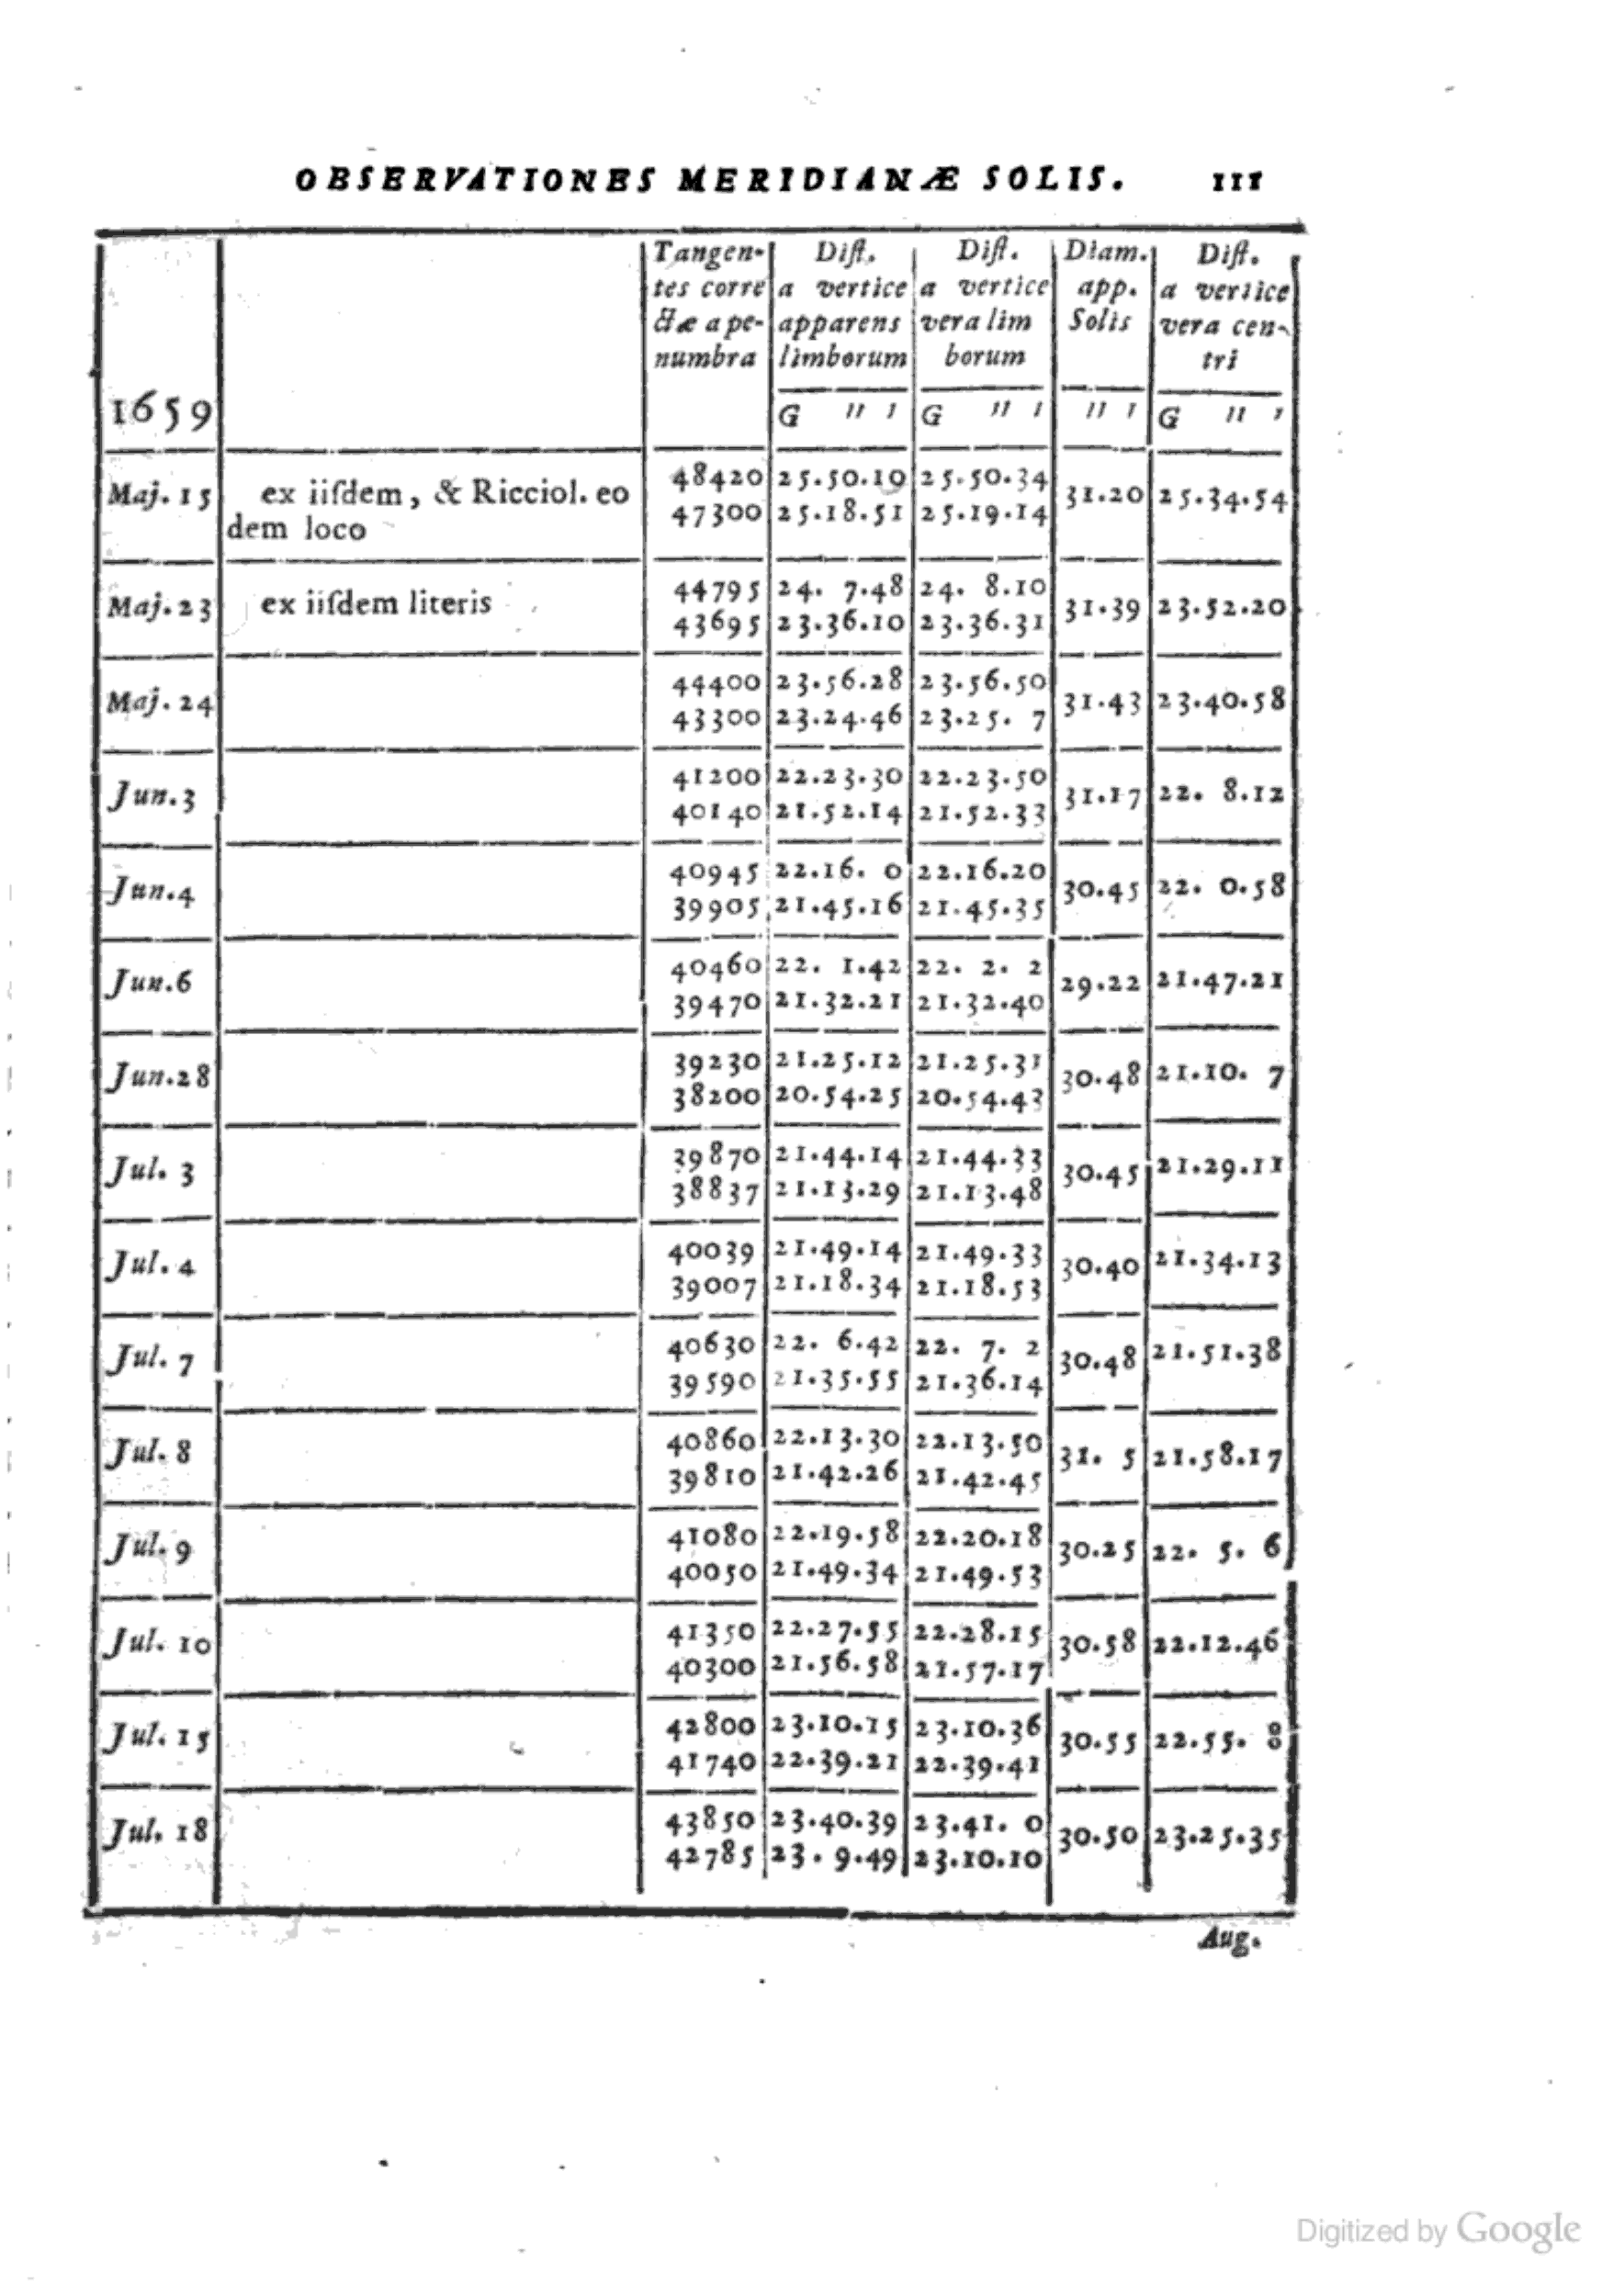 OBSERVATIONES MERIDIANÆ SOLIS. 111
1659
Tangen- tes corre ctæ a pe- numbra
Dist. a vertice apparens limborum
Dist. a vertice vera lim borum
Diam. app. Solis
Dist. a vertice vera cen- tri
G " ' G " ' " ' G " '
Maj. 15 ex iisdem, & Ricciol. eo dem loco
48420 25.50.10 25.50.34
47300 25.18.51 25.19.14
31.20 25.34.54
Maj. 23 ex iisdem literis
44795 24. 7.48 24. 8.10
43695 23.36.10 23.36.31
31.39 23.52.20
Maj. 24
44400 23.56.28 23.56.50
43300 23.24.46 23.25. 7
31.43 23.40.58
Jun. 3
41200 22.23.30 22.23.50
40140 21.52.14 21.52.33
31.17 22. 8.12
Jun. 4
40945 22.16. 0 22.16.20
39905 21.45.16 21.45.35
30.45 22. 0.58
Jun. 6
40460 22. 1.42 22. 2. 2
39470 21.32.21 21.32.40
29.22 21.47.21
Jun. 28
39230 21.25.12 21.25.31
38200 20.54.25 20.54.43
30.48 21.10. 7
Jul. 3
39870 21.44.14 21.44.33
38837 21.13.29 21.13.48
30.45 21.29.11
Jul. 4
40039 21.49.14 21.49.33
39007 21.18.34 21.18.53
30.40 21.34.13
Jul. 7
40630 22. 6.42 22. 7. 2
39590 21.35.55 21.36.14
30.48 21.51.38
Jul. 8
40860 22.13.30 22.13.50
39810 21.42.26 21.42.45
31. 5 21.58.17
Jul. 9
41080 22.19.58 22.20.18
40050 21.49.34 21.49.53
30.25 22. 5. 6
Jul. 10
41350 22.27.55 22.28.15
40300 21.56.58 21.57.17
30.58 22.12.46
Jul. 15
42800 23.10.15 23.10.36
41740 22.39.21 22.39.41
30.55 22.55. 8
Jul. 18
43850 23.40.39 23.41. 0
42785 23. 9.49 23.10.10
30.50 23.25.35
Aug.
Digitized by Google